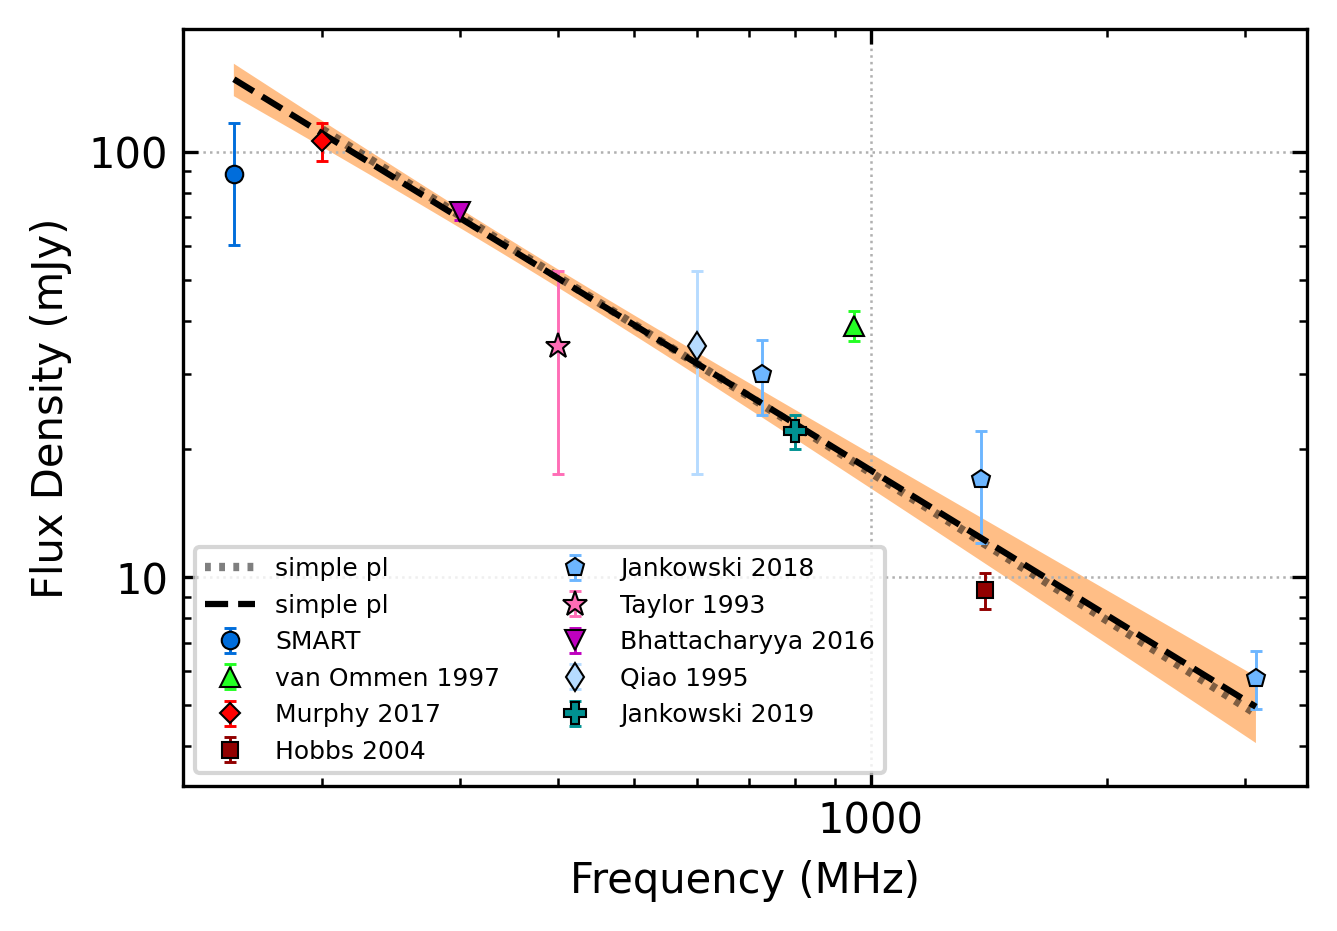 100
10
Flux Density (mJy)
simple pl
simple pl
SMART
van Ommen 1997
Murphy 2017
Hobbs 2004
Jankowski 2018
Taylor 1993
Bhattacharyya 2016
Qiao 1995
Jankowski 2019
1000
Frequency (MHz)